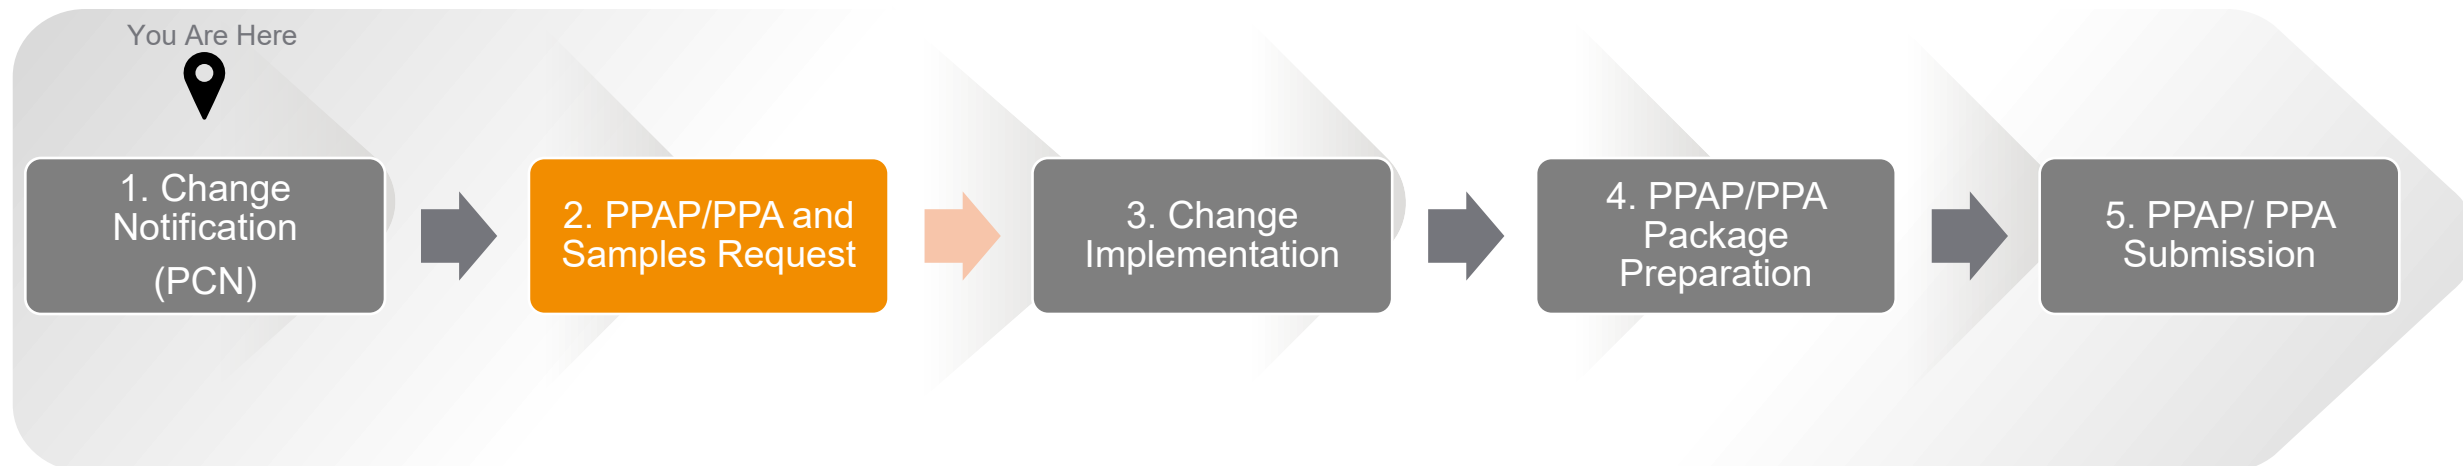 You Are Here
1. Change
Notification
(PCN)
2. PPAP/PPA and
Samples Request
3. Change
Implementation
4. PPAP/PPA
Package
Preparation
5. PPAP/ PPA
Submission